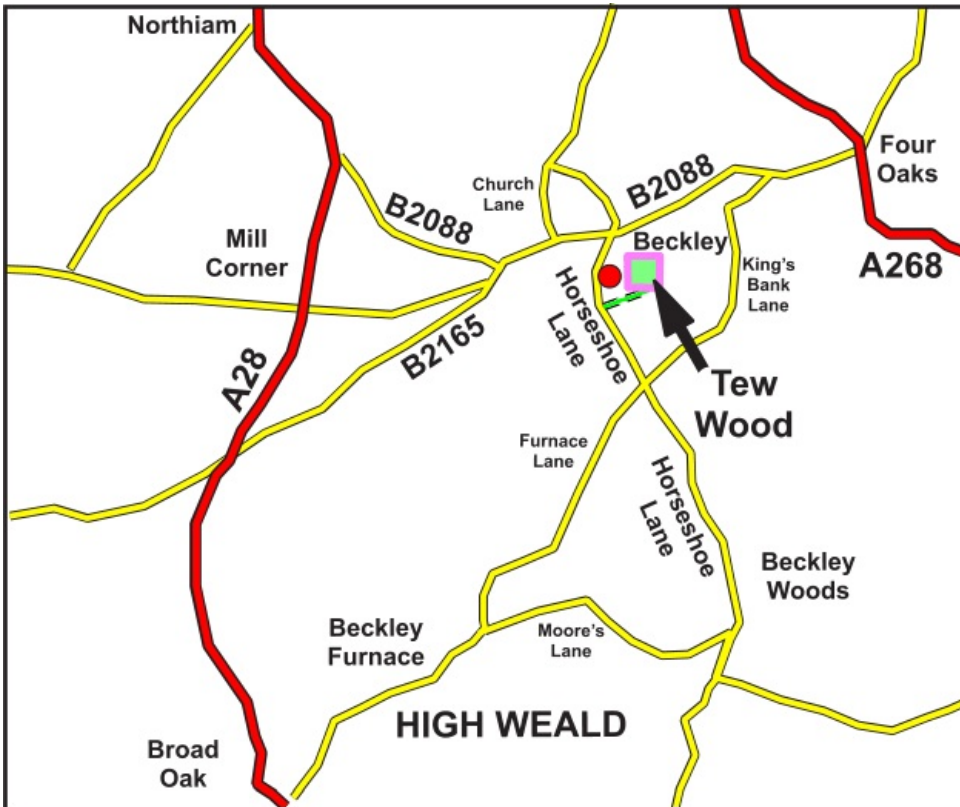 Northiam
Four
Oaks
Church
Lane
B2088
B2088
Mill
Corner
Beckley
A268
King's
Bank
Lane
Horseshoe
Lane
B2165
A28
Tew
Wood
Furnace
Lane
Horseshoe
Lane
Beckley
Woods
Beckley
Furnace
Moore's
Lane
HIGH WEALD
Broad
Oak